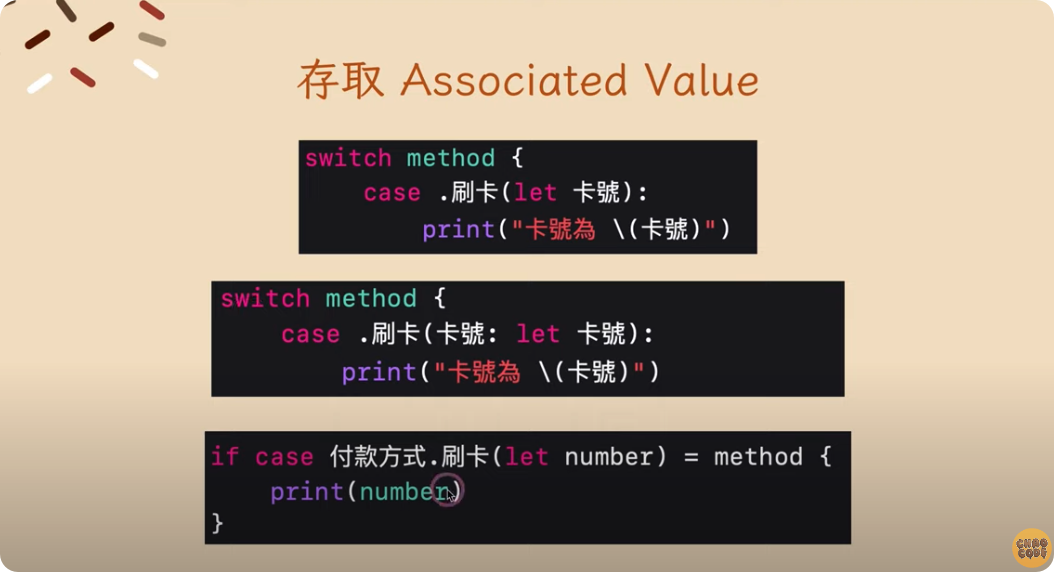 存取 Associated Value
switch method {
case .刷卡(let 卡號):
print("卡號為 \(卡號)")
switch method {
case .刷卡(卡號: let 卡號):
print("卡號為 \(卡號)")
if case 付款方式.刷卡(let number) = method {
print(number)
}
CHAO
CODE